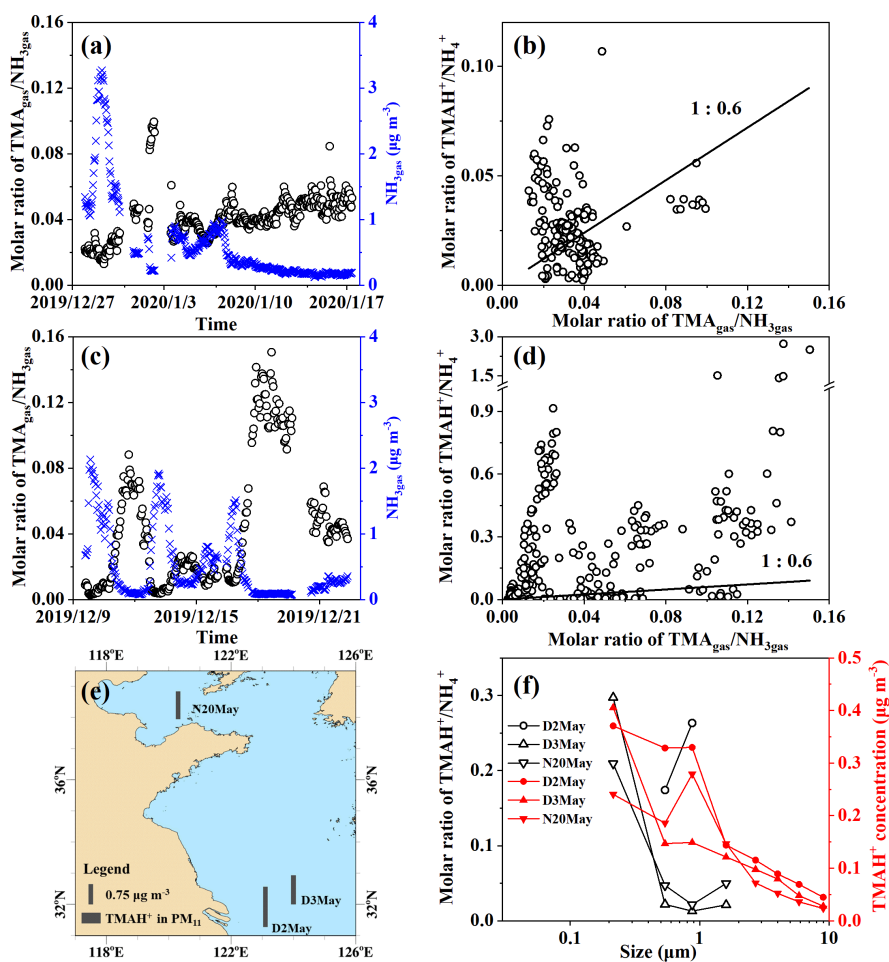 (a)
Molar ratio of TMAgas/NH3gas
0.16
0.12
0.08
0.04
0.00
NH3gas (μg m-3)
4
3
2
1
0
2019/12/27
2020/1/3
2020/1/10
2020/1/17
Time
(b)
Molar ratio of TMAH+/NH4+
0.10
0.05
0.00
1 : 0.6
0.00
0.04
0.08
0.12
0.16
Molar ratio of TMAgas/NH3gas
(c)
Molar ratio of TMAgas/NH3gas
0.16
0.12
0.08
0.04
0.00
NH3gas (μg m-3)
4
3
2
1
0
2019/12/9
2019/12/15
2019/12/21
Time
(d)
Molar ratio of TMAH+/NH4+
3.0
1.5
0.9
0.6
0.3
0.0
1 : 0.6
0.00
0.04
0.08
0.12
0.16
Molar ratio of TMAgas/NH3gas
(e)
118°E
122°E
126°E
N20May
36°N
32°N
36°N
32°N
Legend
0.75 μg m-3
TMAH+ in PM11
D3May
D2May
118°E
122°E
126°E
(f)
Molar ratio of TMAH+/NH4+
0.3
0.2
0.1
0.0
D2May
D3May
N20May
D2May
D3May
N20May
TMAH+ concentration (μg m-3)
0.5
0.4
0.3
0.2
0.1
0.0
0.1
1
10
Size (μm)